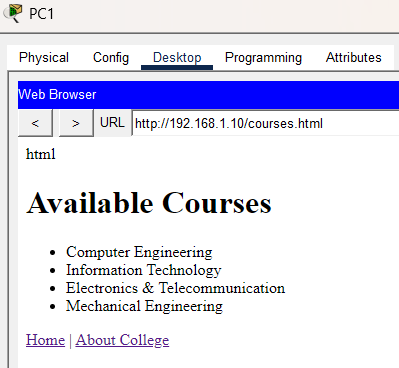 PC1
Physical Config Desktop Programming Attributes
Web Browser
< > URL http://192.168.1.10/courses.html
html
Available Courses
• Computer Engineering
• Information Technology
• Electronics & Telecommunication
• Mechanical Engineering
Home | About College